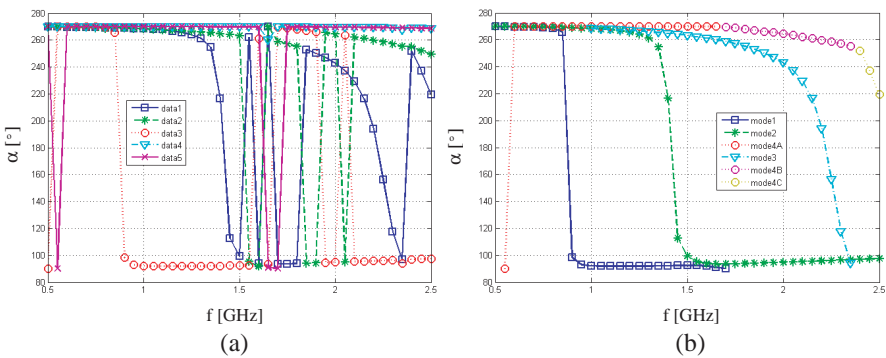 280
260
240
220
200
180
160
140
120
100
80
α [°]
data1
data2
data3
data4
data5
0.5
1
1.5
2
2.5
f [GHz]
(a)
280
260
240
220
200
180
160
140
120
100
80
α [°]
mode1
mode2
mode4A
mode3
mode4B
mode4C
0.5
1
1.5
2
2.5
f [GHz]
(b)